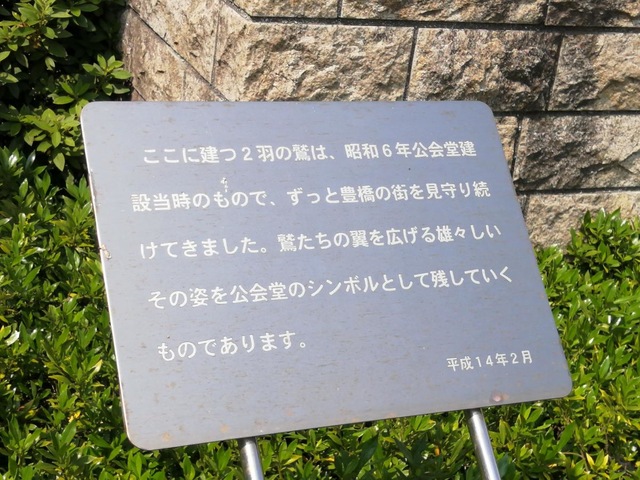 ここに建つ2羽の鷲は、昭和6年公会堂建
設当時のもので、ずっと豊橋の街を見守り続
けてきました。鷲たちの翼を広げる雄々しい
その姿を公会堂のシンボルとして残していく
ものであります。
平成14年2月